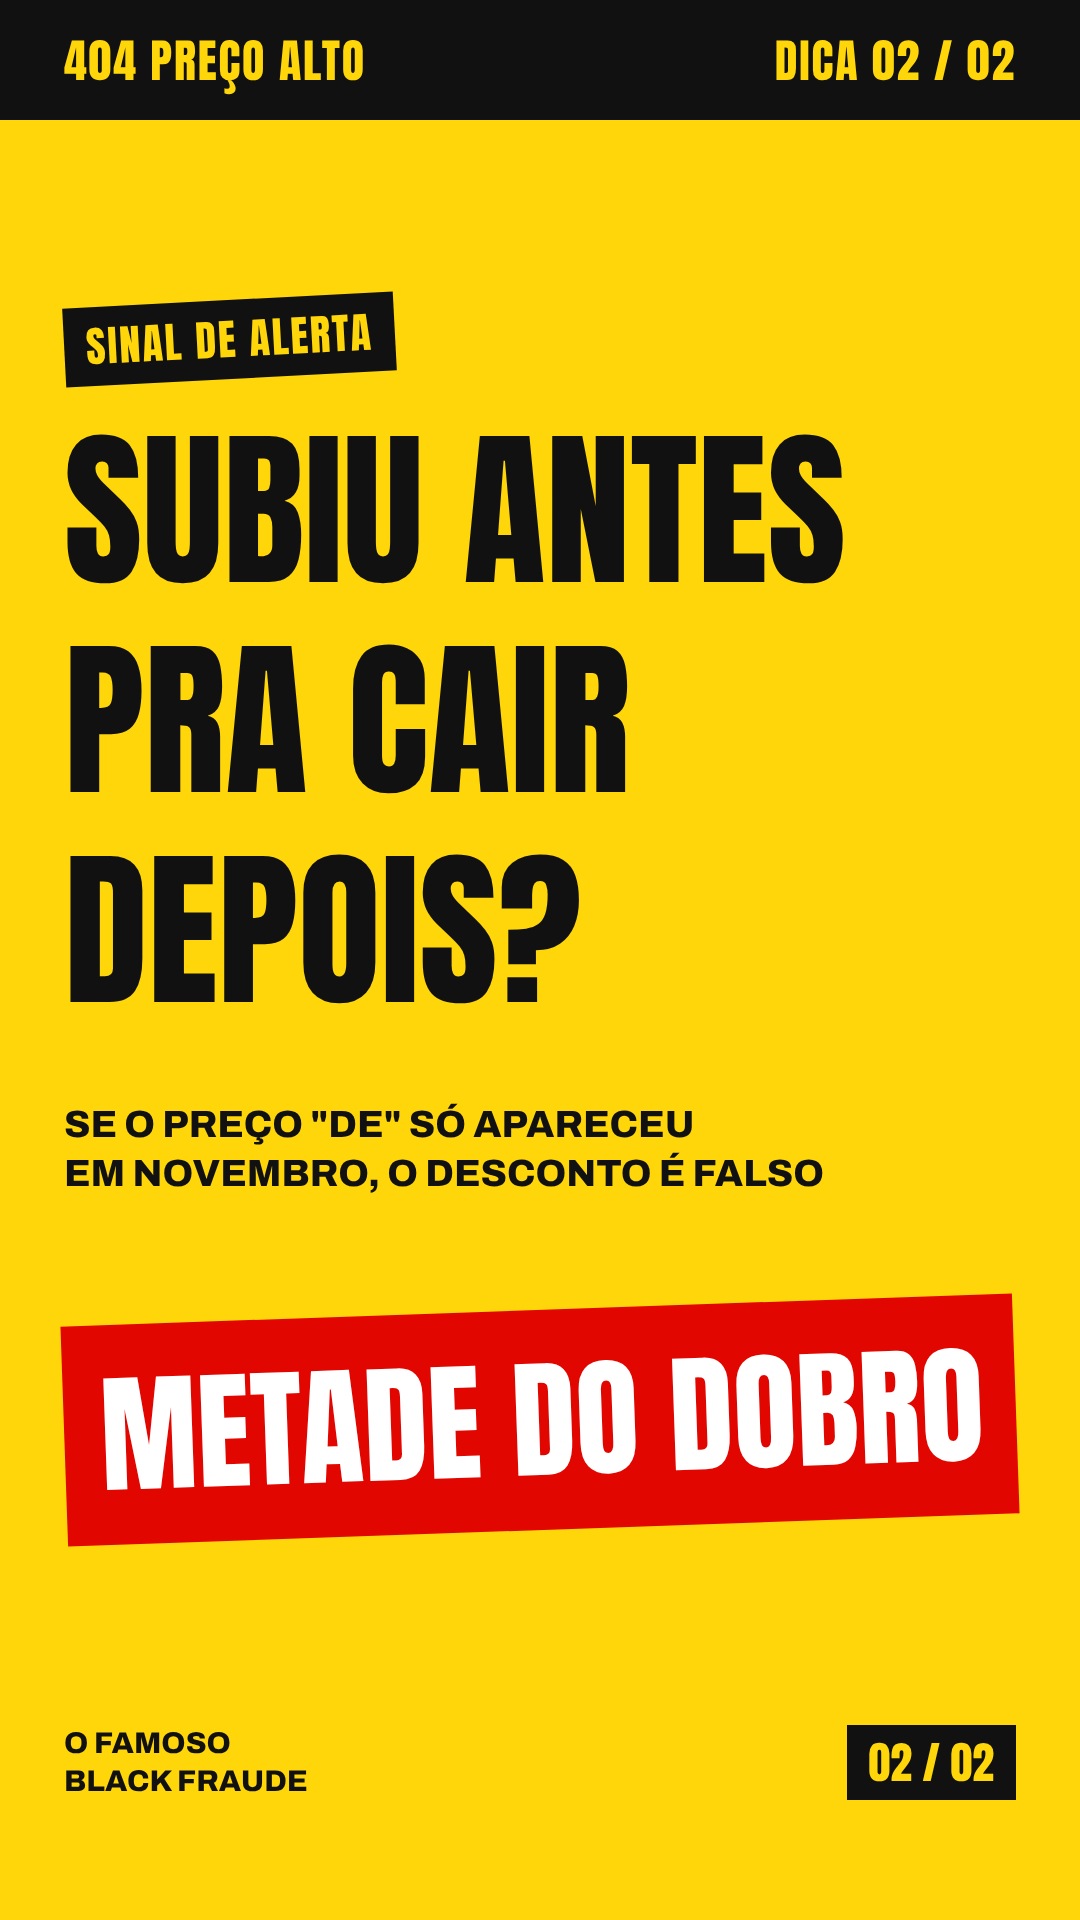 404 PREÇO ALTO
DICA 02 / 02
SINAL DE ALERTA
SUBIU ANTES
PRA CAIR
DEPOIS?
SE O PREÇO "DE" SÓ APARECEU
EM NOVEMBRO, O DESCONTO É FALSO
METADE DO DOBRO
O FAMOSO
BLACK FRAUDE
02 / 02